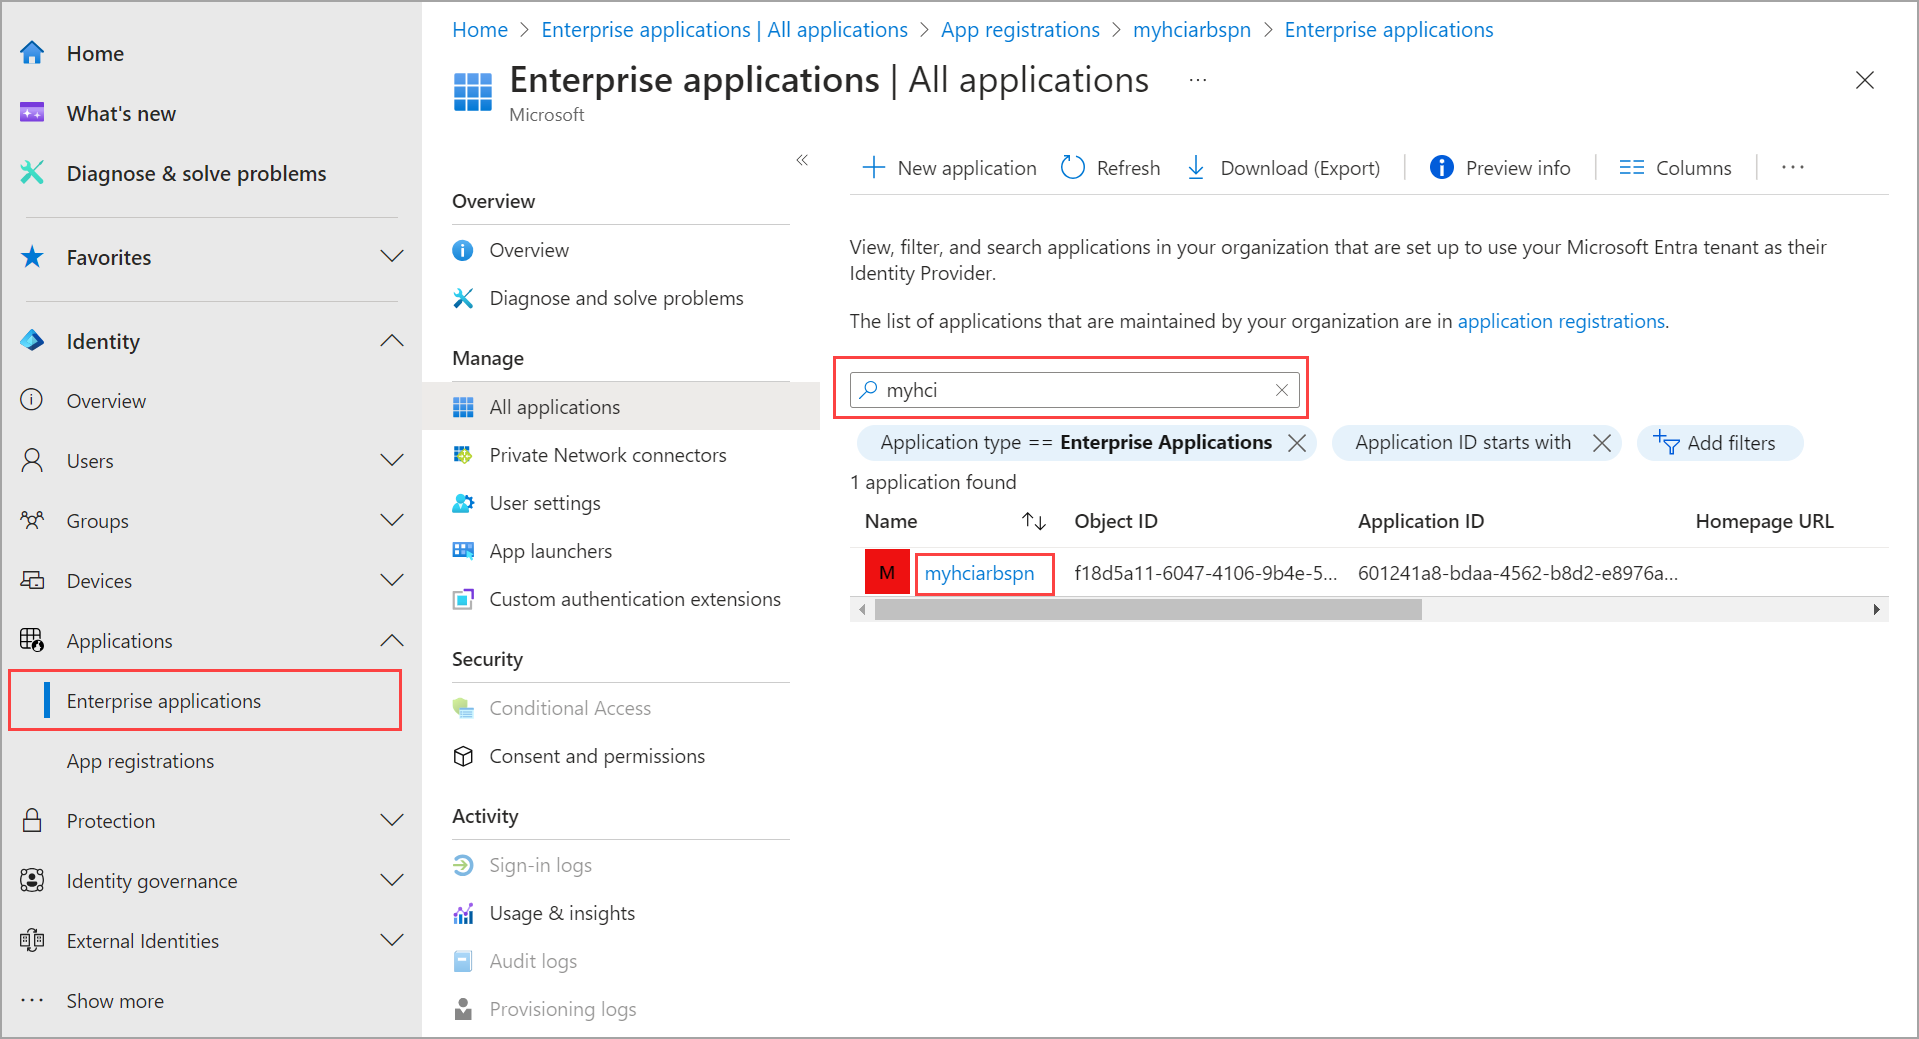 Home
What's new
Diagnose & solve problems
Favorites
Identity
Overview
Users
Groups
Devices
Applications
Enterprise applications
App registrations
Protection
Identity governance
External Identities
Show more
Home > Enterprise applications | All applications > App registrations > myhciarbspn > Enterprise applications
Enterprise applications | All applications
Microsoft
Overview
Overview
Diagnose and solve problems
Manage
All applications
Private Network connectors
User settings
App launchers
Custom authentication extensions
Security
Conditional Access
Consent and permissions
Activity
Sign-in logs
Usage & insights
Audit logs
Provisioning logs
New application Refresh Download (Export) Preview info Columns
View, filter, and search applications in your organization that are set up to use your Microsoft Entra tenant as their
Identity Provider.
The list of applications that are maintained by your organization are in application registrations.
myhci
Application type == Enterprise Applications Application ID starts with Add filters
1 application found
Name Object ID Application ID Homepage URL
M myhciarbspn f18d5a11-6047-4106-9b4e-5... 601241a8-bdaa-4562-b8d2-e8976a...